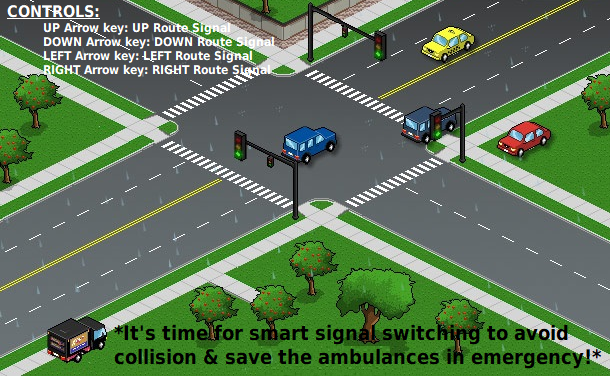 CONTROLS:
UP Arrow key: UP Route Signal
DOWN Arrow key: DOWN Route Signal
LEFT Arrow key: LEFT Route Signal
RIGHT Arrow key: RIGHT Route Signal
*It's time for smart signal switching to avoid
collision & save the ambulances in emergency!*